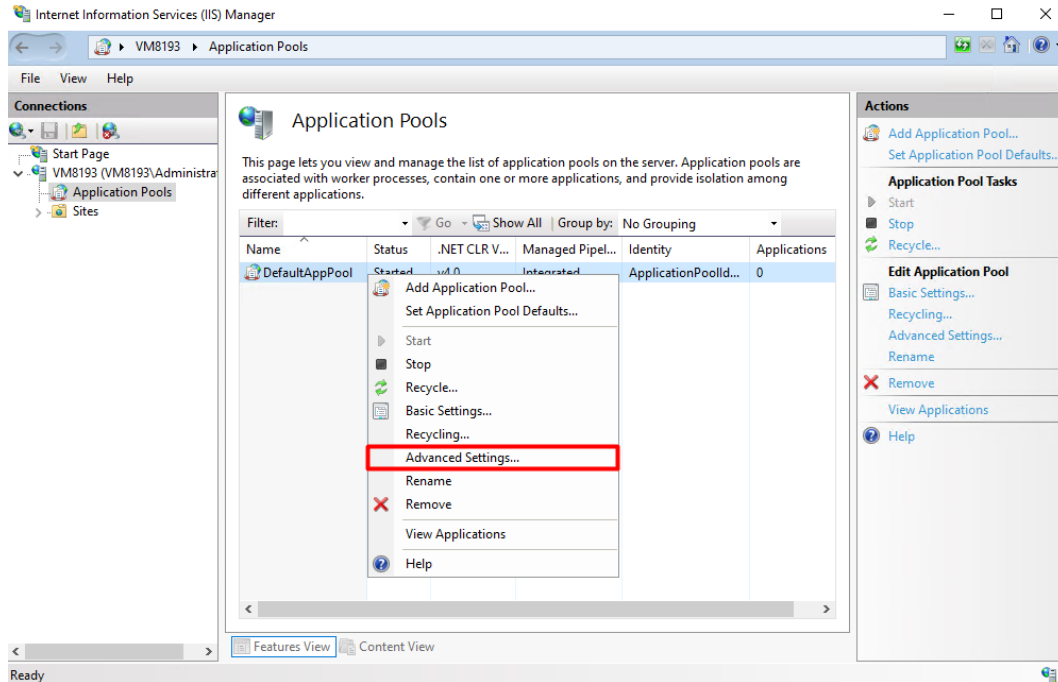 Internet Information Services (IIS) Manager
VM8193
Application Pools
File View Help
Connections
Start Page
VM8193 (VM8193\Administra
Application Pools
Sites
Application Pools
This page lets you view and manage the list of application pools on the server. Application pools are
associated with worker processes, contain one or more applications, and provide isolation among
different applications.
Filter: Go Show All Group by: No Grouping
Name Status .NET CLR V... Managed Pipel... Identity Applications
DefaultAppPool Started v4.0 Integrated ApplicationPoolId... 0
Add Application Pool...
Set Application Pool Defaults...
Start
Stop
Recycle...
Basic Settings...
Recycling...
Advanced Settings...
Rename
Remove
View Applications
Help
Features View Content View
Actions
Add Application Pool...
Set Application Pool Defaults...
Application Pool Tasks
Start
Stop
Recycle...
Edit Application Pool
Basic Settings...
Recycling...
Advanced Settings...
Rename
Remove
View Applications
Help
Ready